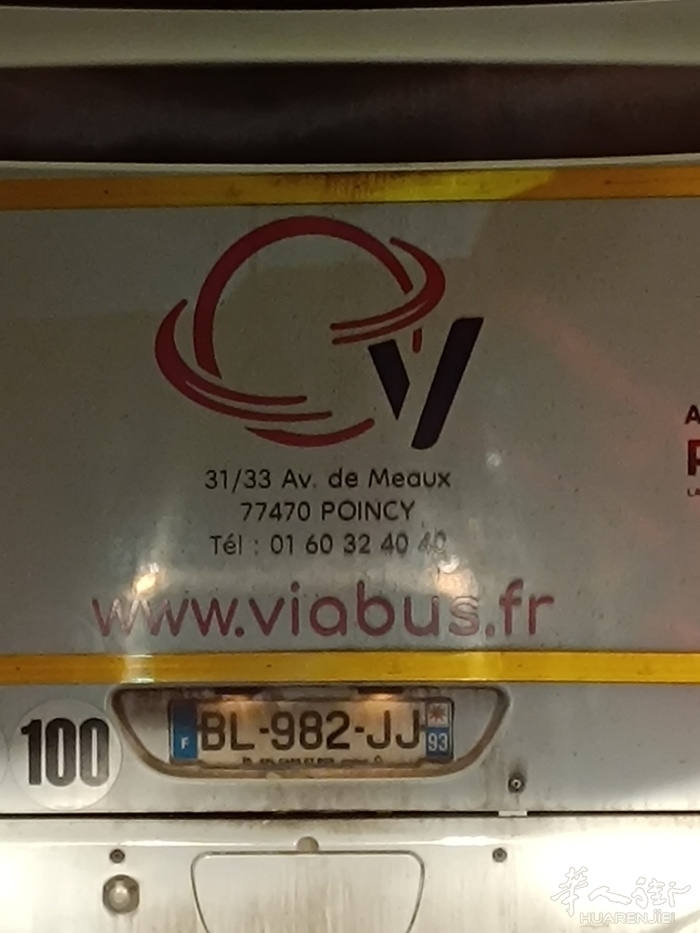 31/33 Av. de Meaux
77470 POINCY
Tél : 01 60 32 40 40
www.viabus.fr
100
F BL-982-JJ 93
华人街
HUARENJIE!